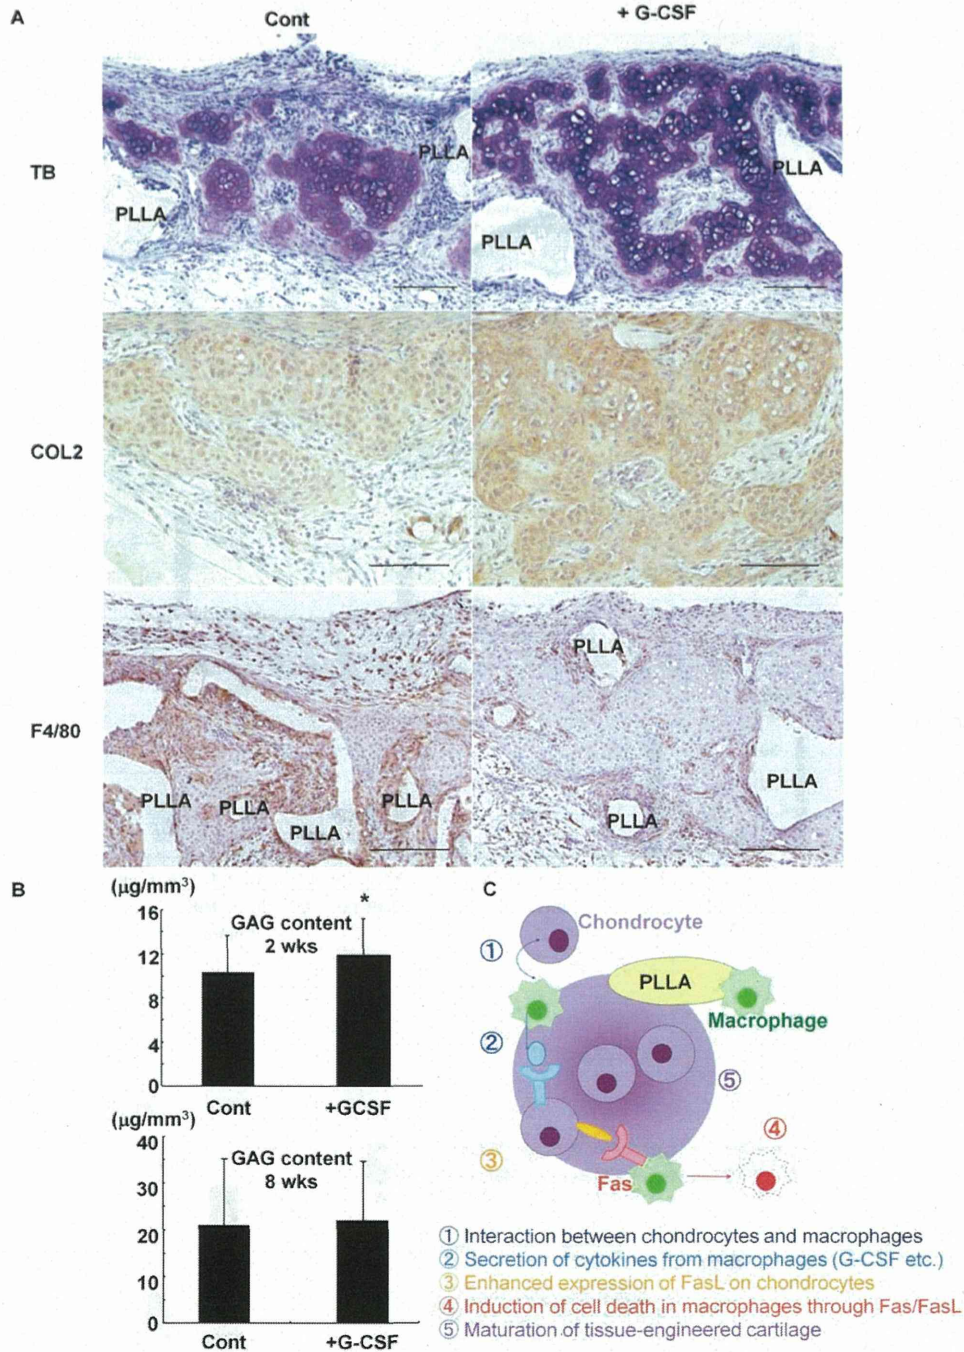 A
Cont
+ G-CSF
TB
PLLA
PLLA
PLLA
PLLA
COL2
F4/80
PLLA
PLLA
PLLA
PLLA
PLLA
PLLA
PLLA
B
(μg/mm³)
16
12
8
4
0
GAG content
2 wks
*
Cont
+GCSF
(μg/mm³)
40
30
20
10
0
GAG content
8 wks
Cont
+G-CSF
C
Chondrocyte
①
PLLA
Macrophage
②
⑤
④
③
Fas
① Interaction between chondrocytes and macrophages
② Secretion of cytokines from macrophages (G-CSF etc.)
③ Enhanced expression of FasL on chondrocytes
④ Induction of cell death in macrophages through Fas/FasL
⑤ Maturation of tissue-engineered cartilage